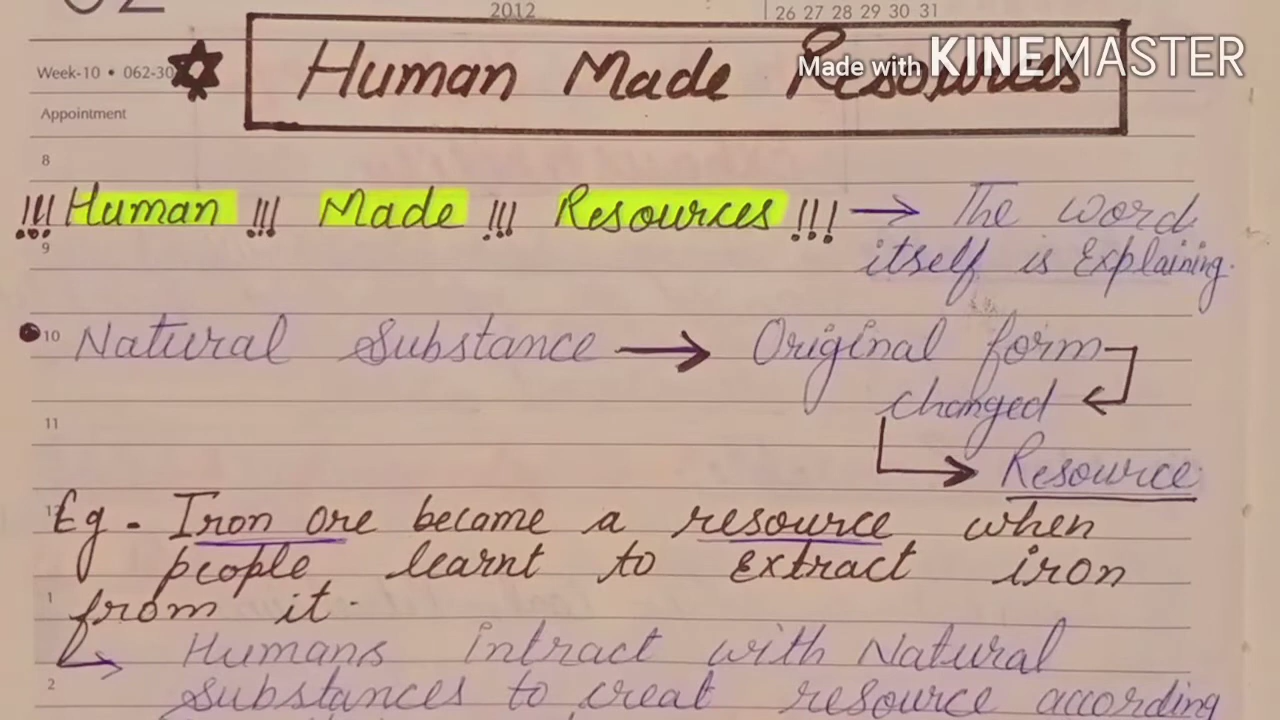 2012
26 27 28 29 30 31
Week-10 • 062-30
Made with KINEMASTER
Human Made Resources
Appointment
8
!!! Human !!! Made !!! Resources !!! → The word
9
itself is Explaining.
10 Natural Substance → Original form
changed
11
Resource
Eg - Iron ore became a resource when
people learnt to extract iron
1
from it.
Humans intract with Natural
2
substances to creat resource according